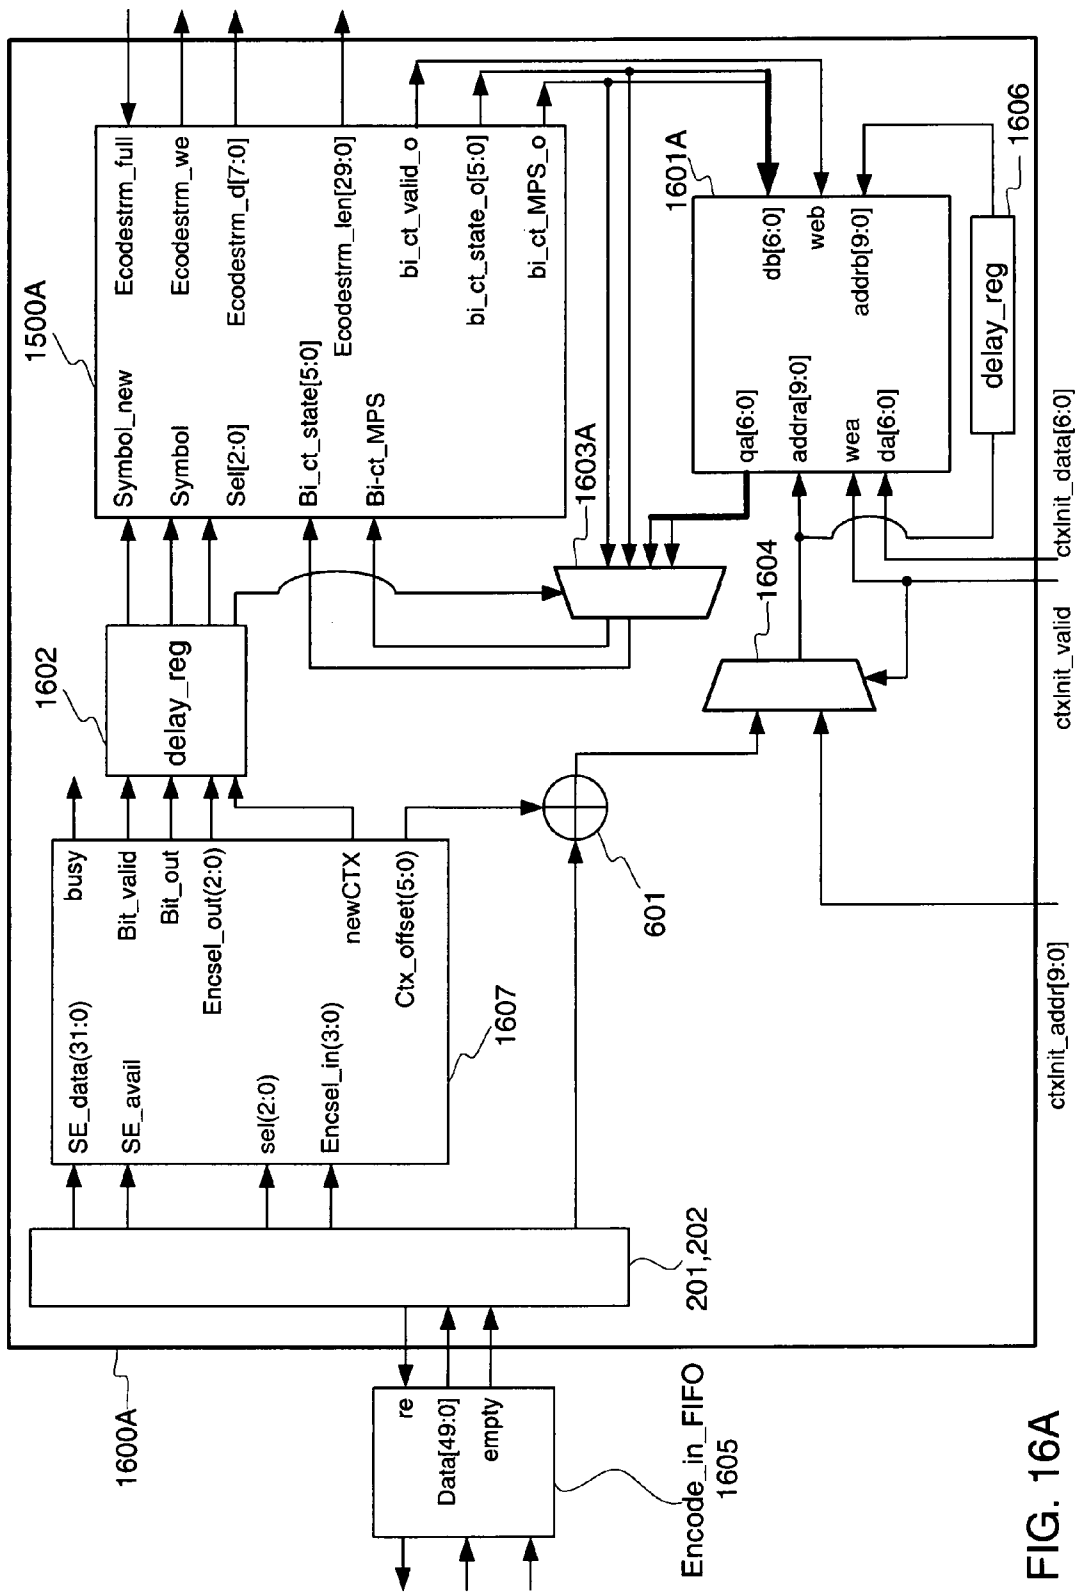 1600A
re
Data[49:0]
empty
Encode_in_FIFO
1605
201,202
SE_data(31:0)
SE_avail
sel(2:0)
Encsel_in(3:0)
busy
Bit_valid
Bit_out
Encsel_out(2:0)
newCTX
Ctx_offset(5:0)
1607
601
1602
delay_reg
1500A
Symbol_new
Symbol
Sel[2:0]
Bi_ct_state[5:0]
Bi-ct_MPS
Ecodestrm_full
Ecodestrm_we
Ecodestrm_d[7:0]
Ecodestrm_len[29:0]
bi_ct_valid_o
bi_ct_state_o[5:0]
bi_ct_MPS_o
1603A
1604
1601A
qa[6:0]
addra[9:0]
wea
da[6:0]
db[6:0]
web
addrb[9:0]
delay_reg
1606
ctxInit_addr[9:0]
ctxInit_valid
ctxInit_data[6:0]
FIG. 16A